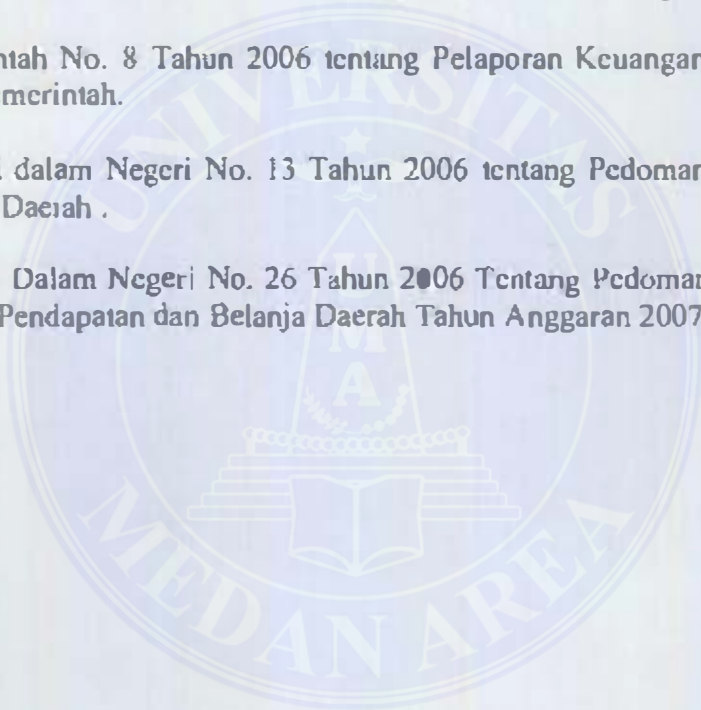 ntah No. 8 Tahun 2006 tentang Pelaporan Keuangan
merintah.
dalam Negeri No. 13 Tahun 2006 tentang Pedoman
Daerah .
Dalam Negeri No. 26 Tahun 2006 Tentang Pedoman
Pendapatan dan Belanja Daerah Tahun Anggaran 2007
UNIVERSITAS
UMA
MEDAN AREA